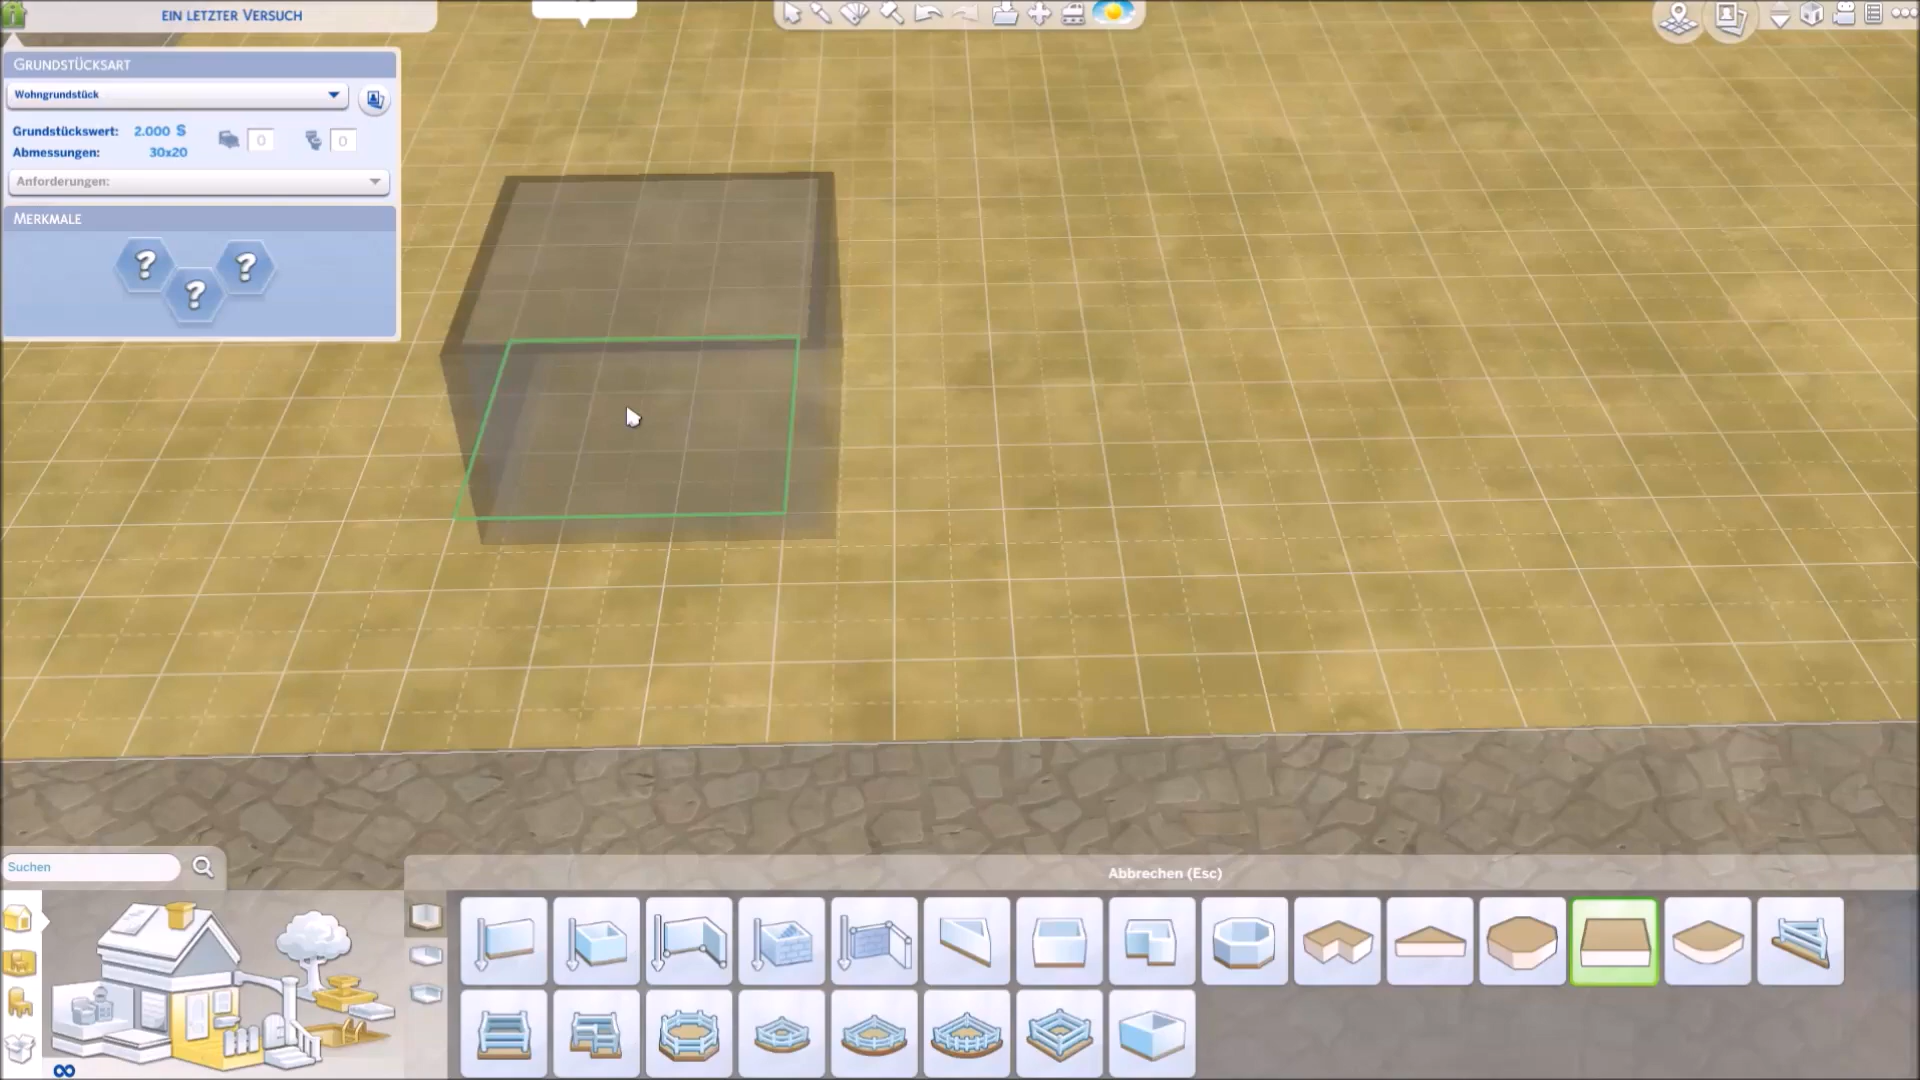 EIN LETZTER VERSUCH
GRUNDSTÜCKSART
Wohngrundstück
Grundstückswert: 2.000 $ 0 0
Abmessungen: 30x20
Anforderungen:
MERKMALE
? ? ?
Suchen
Abbrechen (Esc)